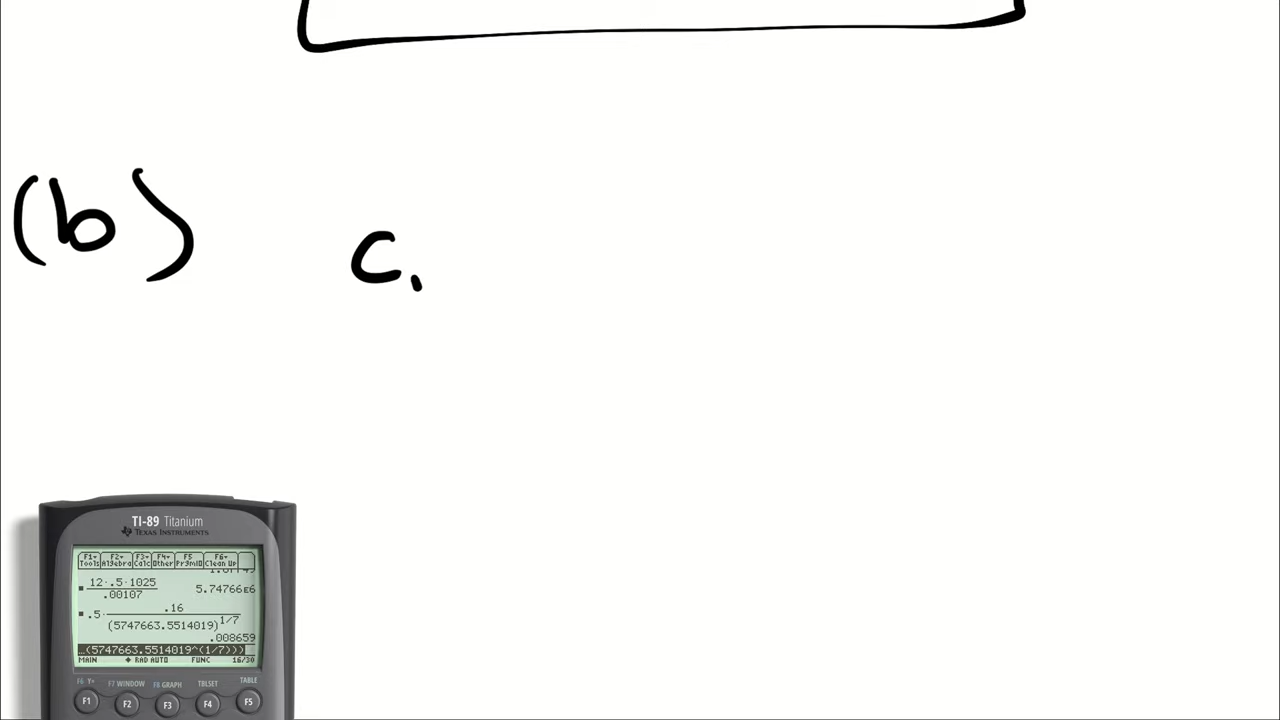 (b) c.
TI-89 Titanium
TEXAS INSTRUMENTS
F1▾ F2▾ F3▾ F4▾ F5 F6▾
Tools Algebra Calc Other PrgmIO Clean Up
12·.5·1025
.00107
5.74766E6
.5·
.16
(5747663.5514019)^1/7
.008659
…(5747663.5514019^(1/7)))
MAIN RAD AUTO FUNC 16/30
F6 Y= F7 WINDOW F8 GRAPH TBLSET TABLE
F1 F2 F3 F4 F5